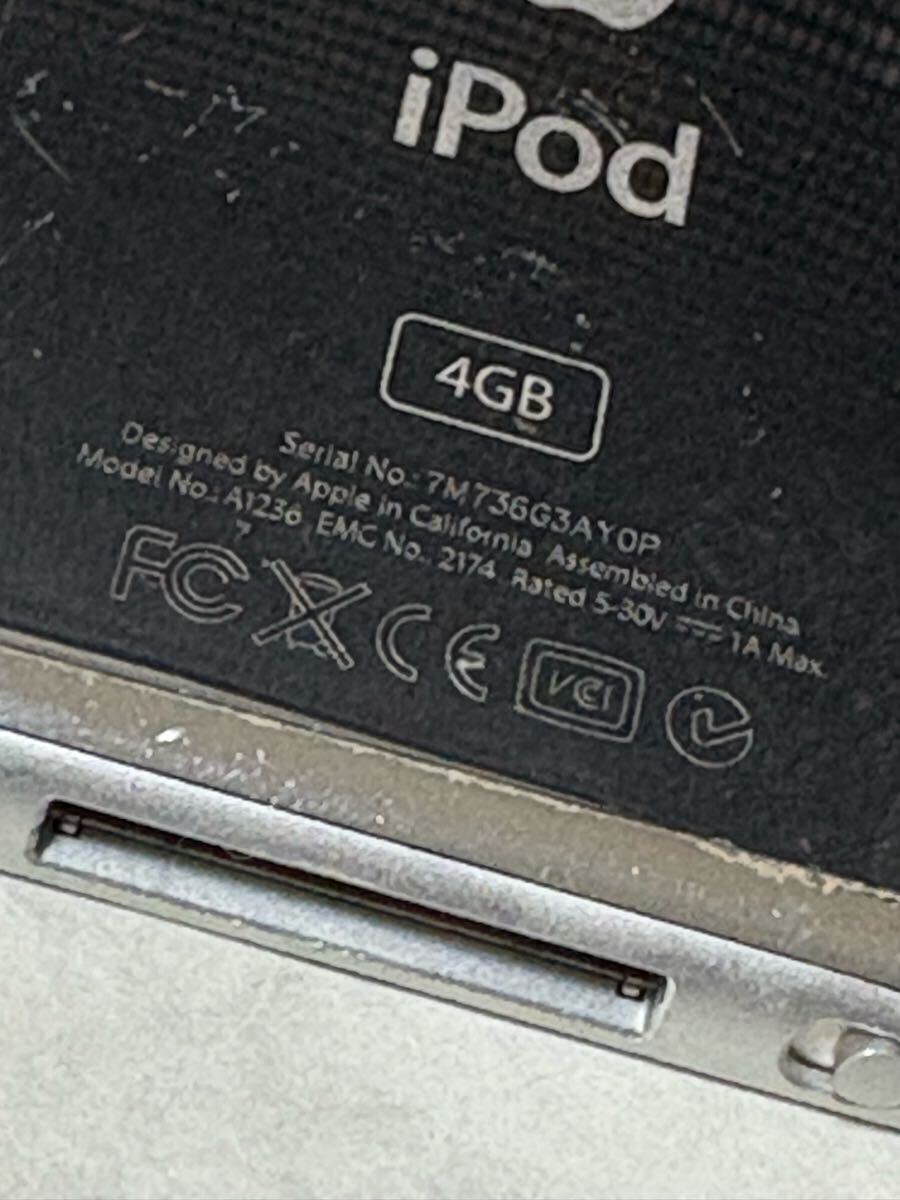 iPod
4GB
Serial No.: 7M736G3AY0P
Designed by Apple in California Assembled in China
Model No.: A1236 EMC No.: 2174 Rated 5-30V ⎓ 1A Max.
FC CE VCI